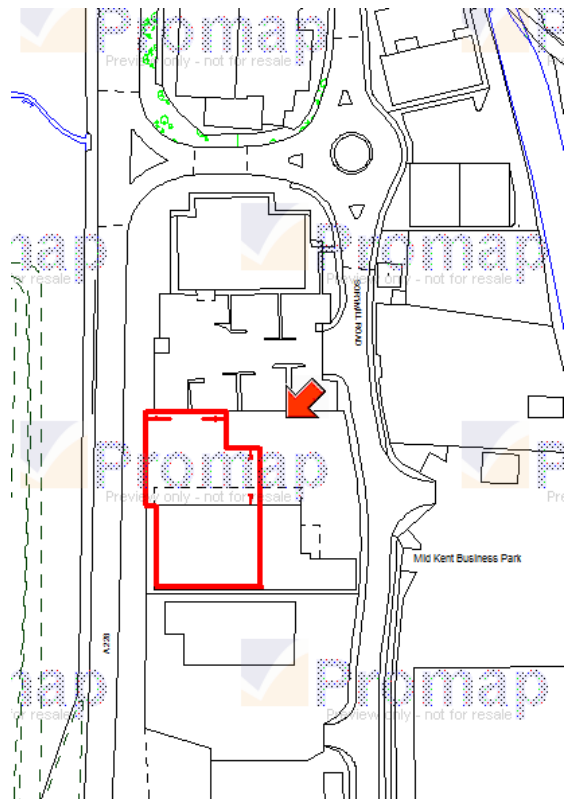 Promap
Preview only - not for resale
map
r resale
Promap
Preview only - not for resale
SORTMILL ROAD
Promap
Preview only - not for resale
Mid Kent Business Park
A228
map
or resale
Promap
Preview only - not for resale